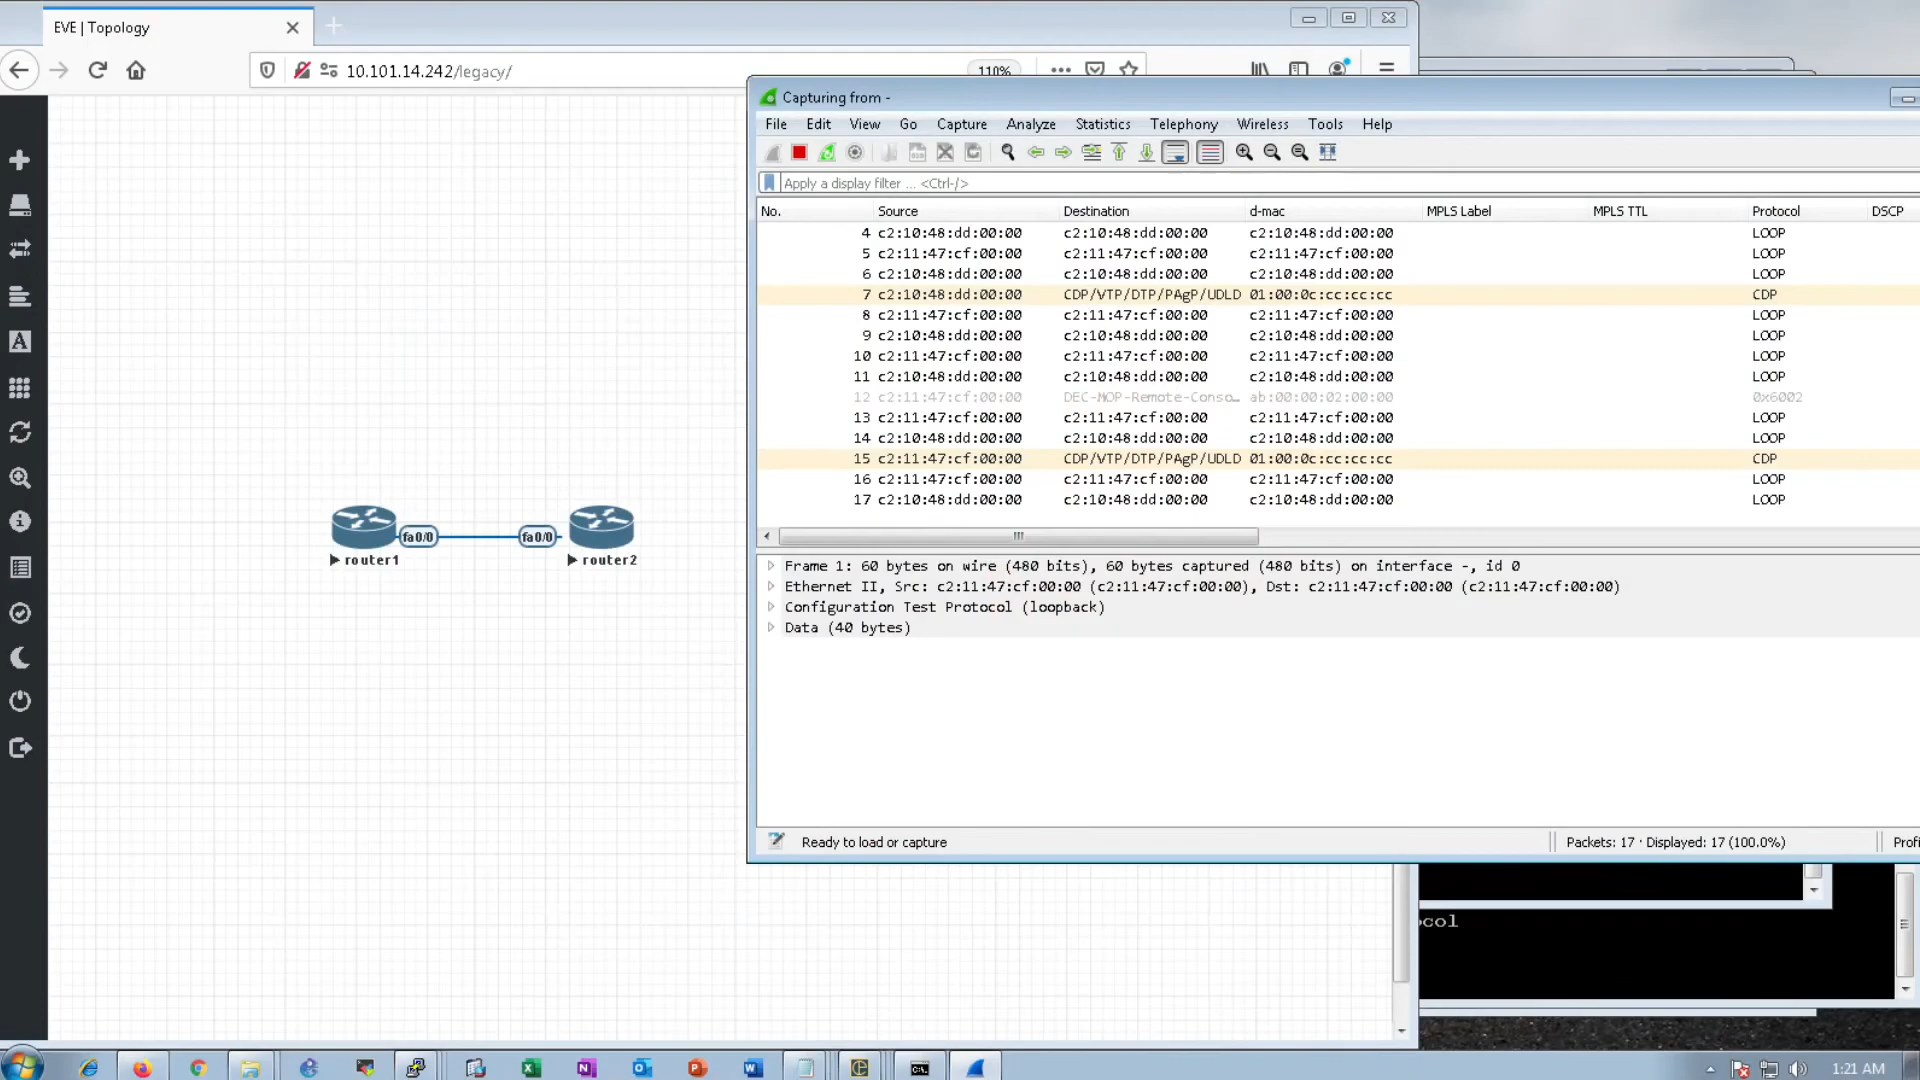 EVE | Topology
10.101.14.242/legacy/
110%
Capturing from -
File Edit View Go Capture Analyze Statistics Telephony Wireless Tools Help
Apply a display filter ... <Ctrl-/>
No. Source Destination d-mac MPLS Label MPLS TTL Protocol DSCP
4 c2:10:48:dd:00:00 c2:10:48:dd:00:00 c2:10:48:dd:00:00 LOOP
5 c2:11:47:cf:00:00 c2:11:47:cf:00:00 c2:11:47:cf:00:00 LOOP
6 c2:10:48:dd:00:00 c2:10:48:dd:00:00 c2:10:48:dd:00:00 LOOP
7 c2:10:48:dd:00:00 CDP/VTP/DTP/PAgP/UDLD 01:00:0c:cc:cc:cc CDP
8 c2:11:47:cf:00:00 c2:11:47:cf:00:00 c2:11:47:cf:00:00 LOOP
9 c2:10:48:dd:00:00 c2:10:48:dd:00:00 c2:10:48:dd:00:00 LOOP
10 c2:11:47:cf:00:00 c2:11:47:cf:00:00 c2:11:47:cf:00:00 LOOP
11 c2:10:48:dd:00:00 c2:10:48:dd:00:00 c2:10:48:dd:00:00 LOOP
12 c2:11:47:cf:00:00 DEC-MOP-Remote-Conso… ab:00:00:02:00:00 0x6002
13 c2:11:47:cf:00:00 c2:11:47:cf:00:00 c2:11:47:cf:00:00 LOOP
14 c2:10:48:dd:00:00 c2:10:48:dd:00:00 c2:10:48:dd:00:00 LOOP
15 c2:11:47:cf:00:00 CDP/VTP/DTP/PAgP/UDLD 01:00:0c:cc:cc:cc CDP
16 c2:11:47:cf:00:00 c2:11:47:cf:00:00 c2:11:47:cf:00:00 LOOP
17 c2:10:48:dd:00:00 c2:10:48:dd:00:00 c2:10:48:dd:00:00 LOOP
fa0/0 fa0/0
router1 router2
Frame 1: 60 bytes on wire (480 bits), 60 bytes captured (480 bits) on interface -, id 0
Ethernet II, Src: c2:11:47:cf:00:00 (c2:11:47:cf:00:00), Dst: c2:11:47:cf:00:00 (c2:11:47:cf:00:00)
Configuration Test Protocol (loopback)
Data (40 bytes)
Ready to load or capture
Packets: 17 · Displayed: 17 (100.0%)
Profi
ocol
1:21 AM